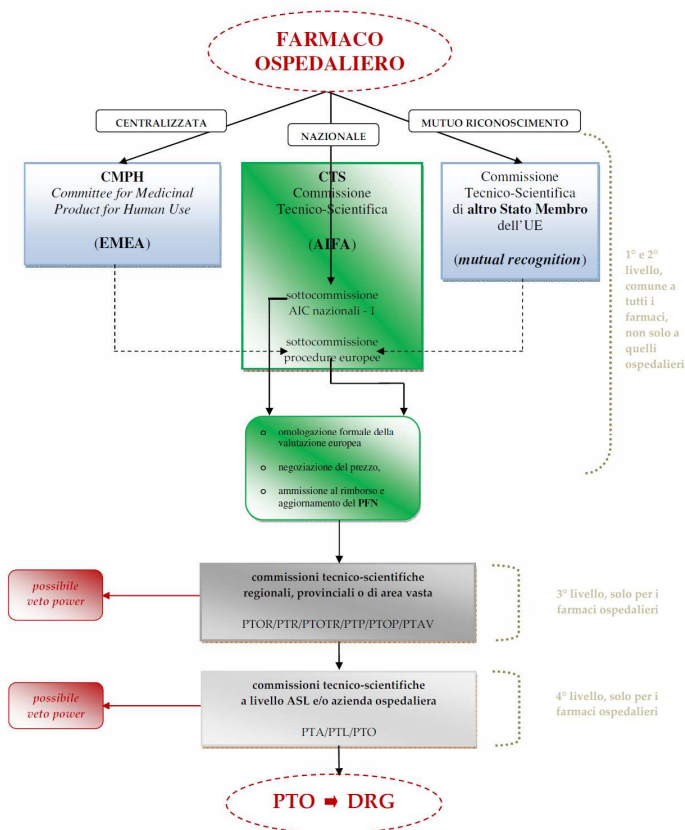 FARMACO
OSPEDALIERO
CENTRALIZZATA
NAZIONALE
MUTUO RICONOSCIMENTO
CMPH
Committee for Medicinal
Product for Human Use
(EMEA)
CTS
Commissione
Tecnico-Scientifica
(AIFA)
sottocommissione
AIC nazionali - 1
sottocommissione
procedure europee
Commissione
Tecnico-Scientifica
di altro Stato Membro
dell'UE
(mutual recognition)
1° e 2°
livello,
comune a
tutti i
farmaci,
non solo a
quelli
ospedalieri
o omologazione formale della
valutazione europea
o negoziazione del prezzo,
o ammissione al rimborso e
aggiornamento del PFN
possibile
veto power
commissioni tecnico-scientifiche
regionali, provinciali o di area vasta
PTOR/PTR/PTOTR/PTP/PTOP/PTAV
3° livello, solo per i
farmaci ospedalieri
possibile
veto power
commissioni tecnico-scientifiche
a livello ASL e/o azienda ospedaliera
PTA/PTL/PTO
4° livello, solo per i
farmaci ospedalieri
PTO ➡ DRG